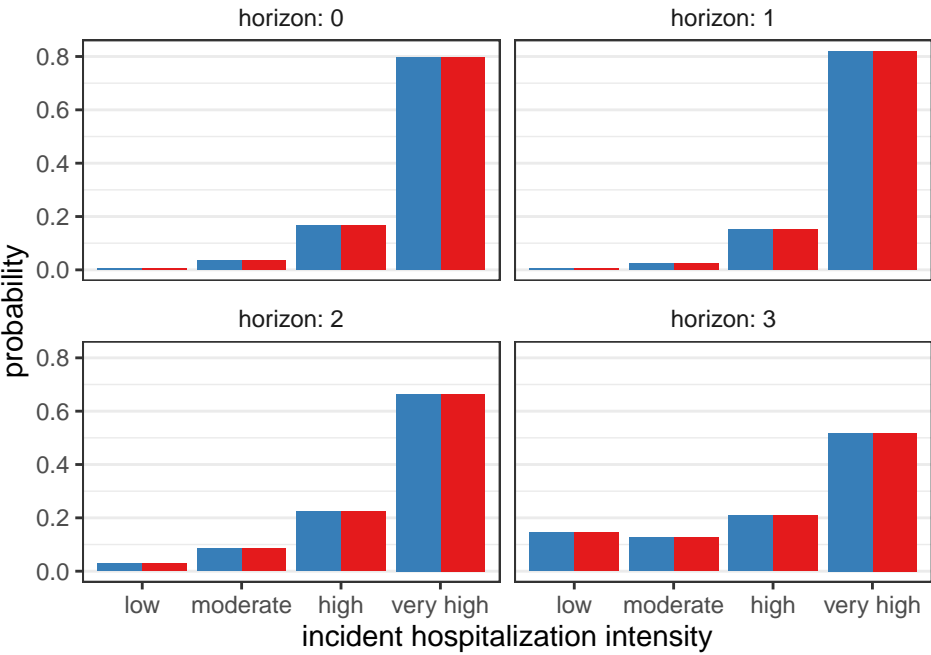 horizon: 0
horizon: 1
0.8
0.6
0.4
0.2
0.0
horizon: 2
horizon: 3
0.8
0.6
0.4
0.2
0.0
probability
low moderate high very high
low moderate high very high
incident hospitalization intensity